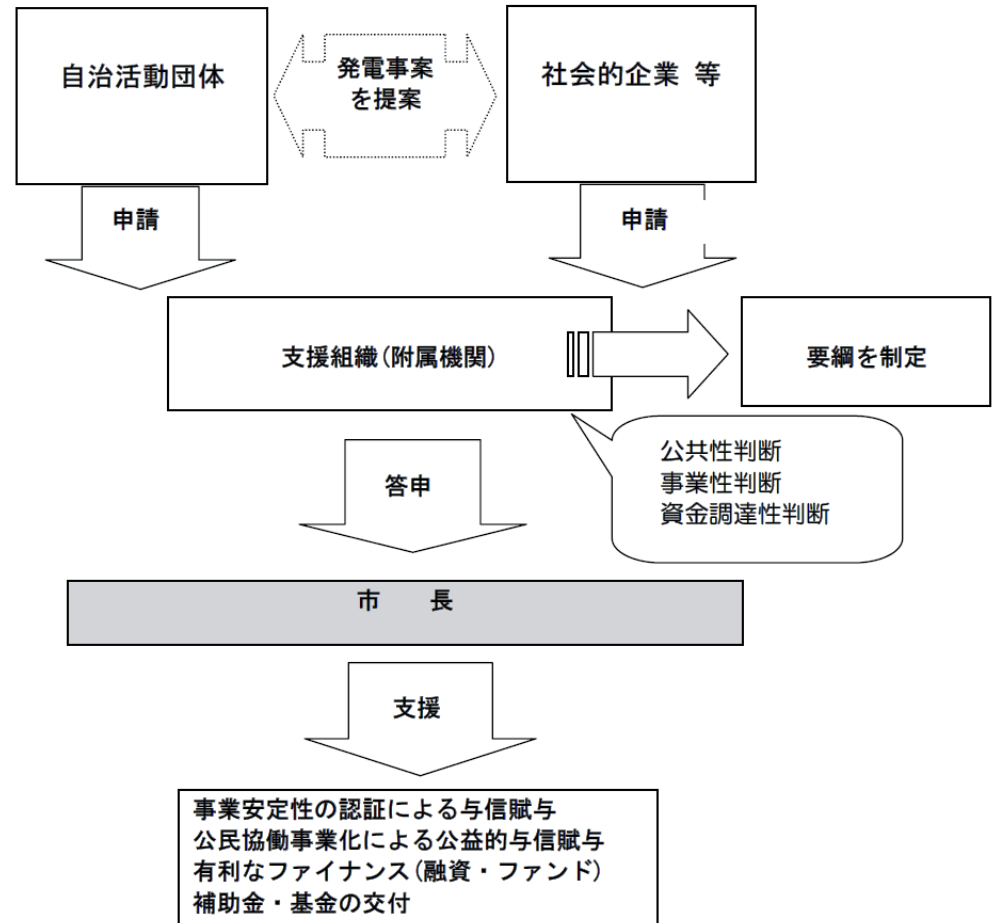 自治活動団体
発電事案
を提案
社会的企業 等
申請
申請
支援組織(附属機関)
要綱を制定
公共性判断
事業性判断
資金調達性判断
答申
市 長
支援
事業安定性の認証による与信賦与
公民協働事業化による公益的与信賦与
有利なファイナンス(融資・ファンド)
補助金・基金の交付